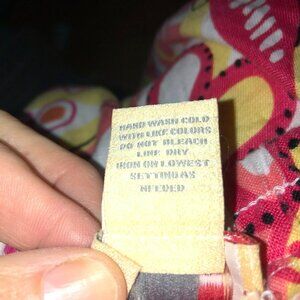 HAND WASH COLD
WITH LIKE COLORS
DO NOT BLEACH
LINE DRY
IRON ON LOWEST
SETTING AS
NEEDED